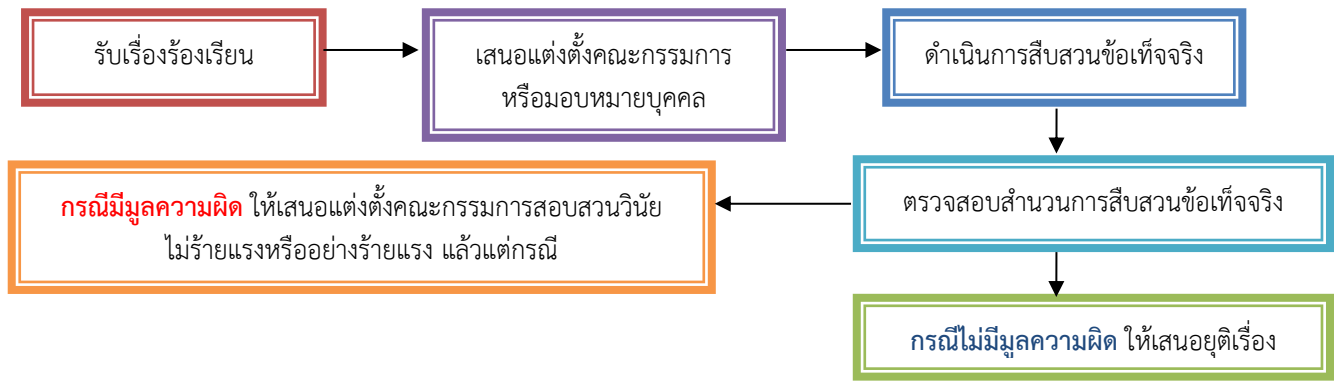 รับเรื่องร้องเรียน
เสนอแต่งตั้งคณะกรรมการ
หรือมอบหมายบุคคล
ดำเนินการสืบสวนข้อเท็จจริง
ตรวจสอบสำนวนการสืบสวนข้อเท็จจริง
กรณีมีมูลความผิด ให้เสนอแต่งตั้งคณะกรรมการสอบสวนวินัย
ไม่ร้ายแรงหรืออย่างร้ายแรง แล้วแต่กรณี
กรณีไม่มีมูลความผิด ให้เสนอยุติเรื่อง